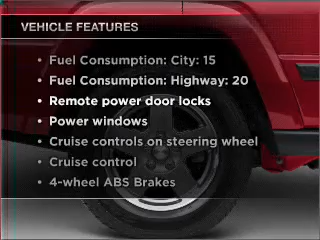 VEHICLE FEATURES
• Fuel Consumption: City: 15
• Fuel Consumption: Highway: 20
• Remote power door locks
• Power windows
• Cruise controls on steering wheel
• Cruise control
• 4-wheel ABS Brakes